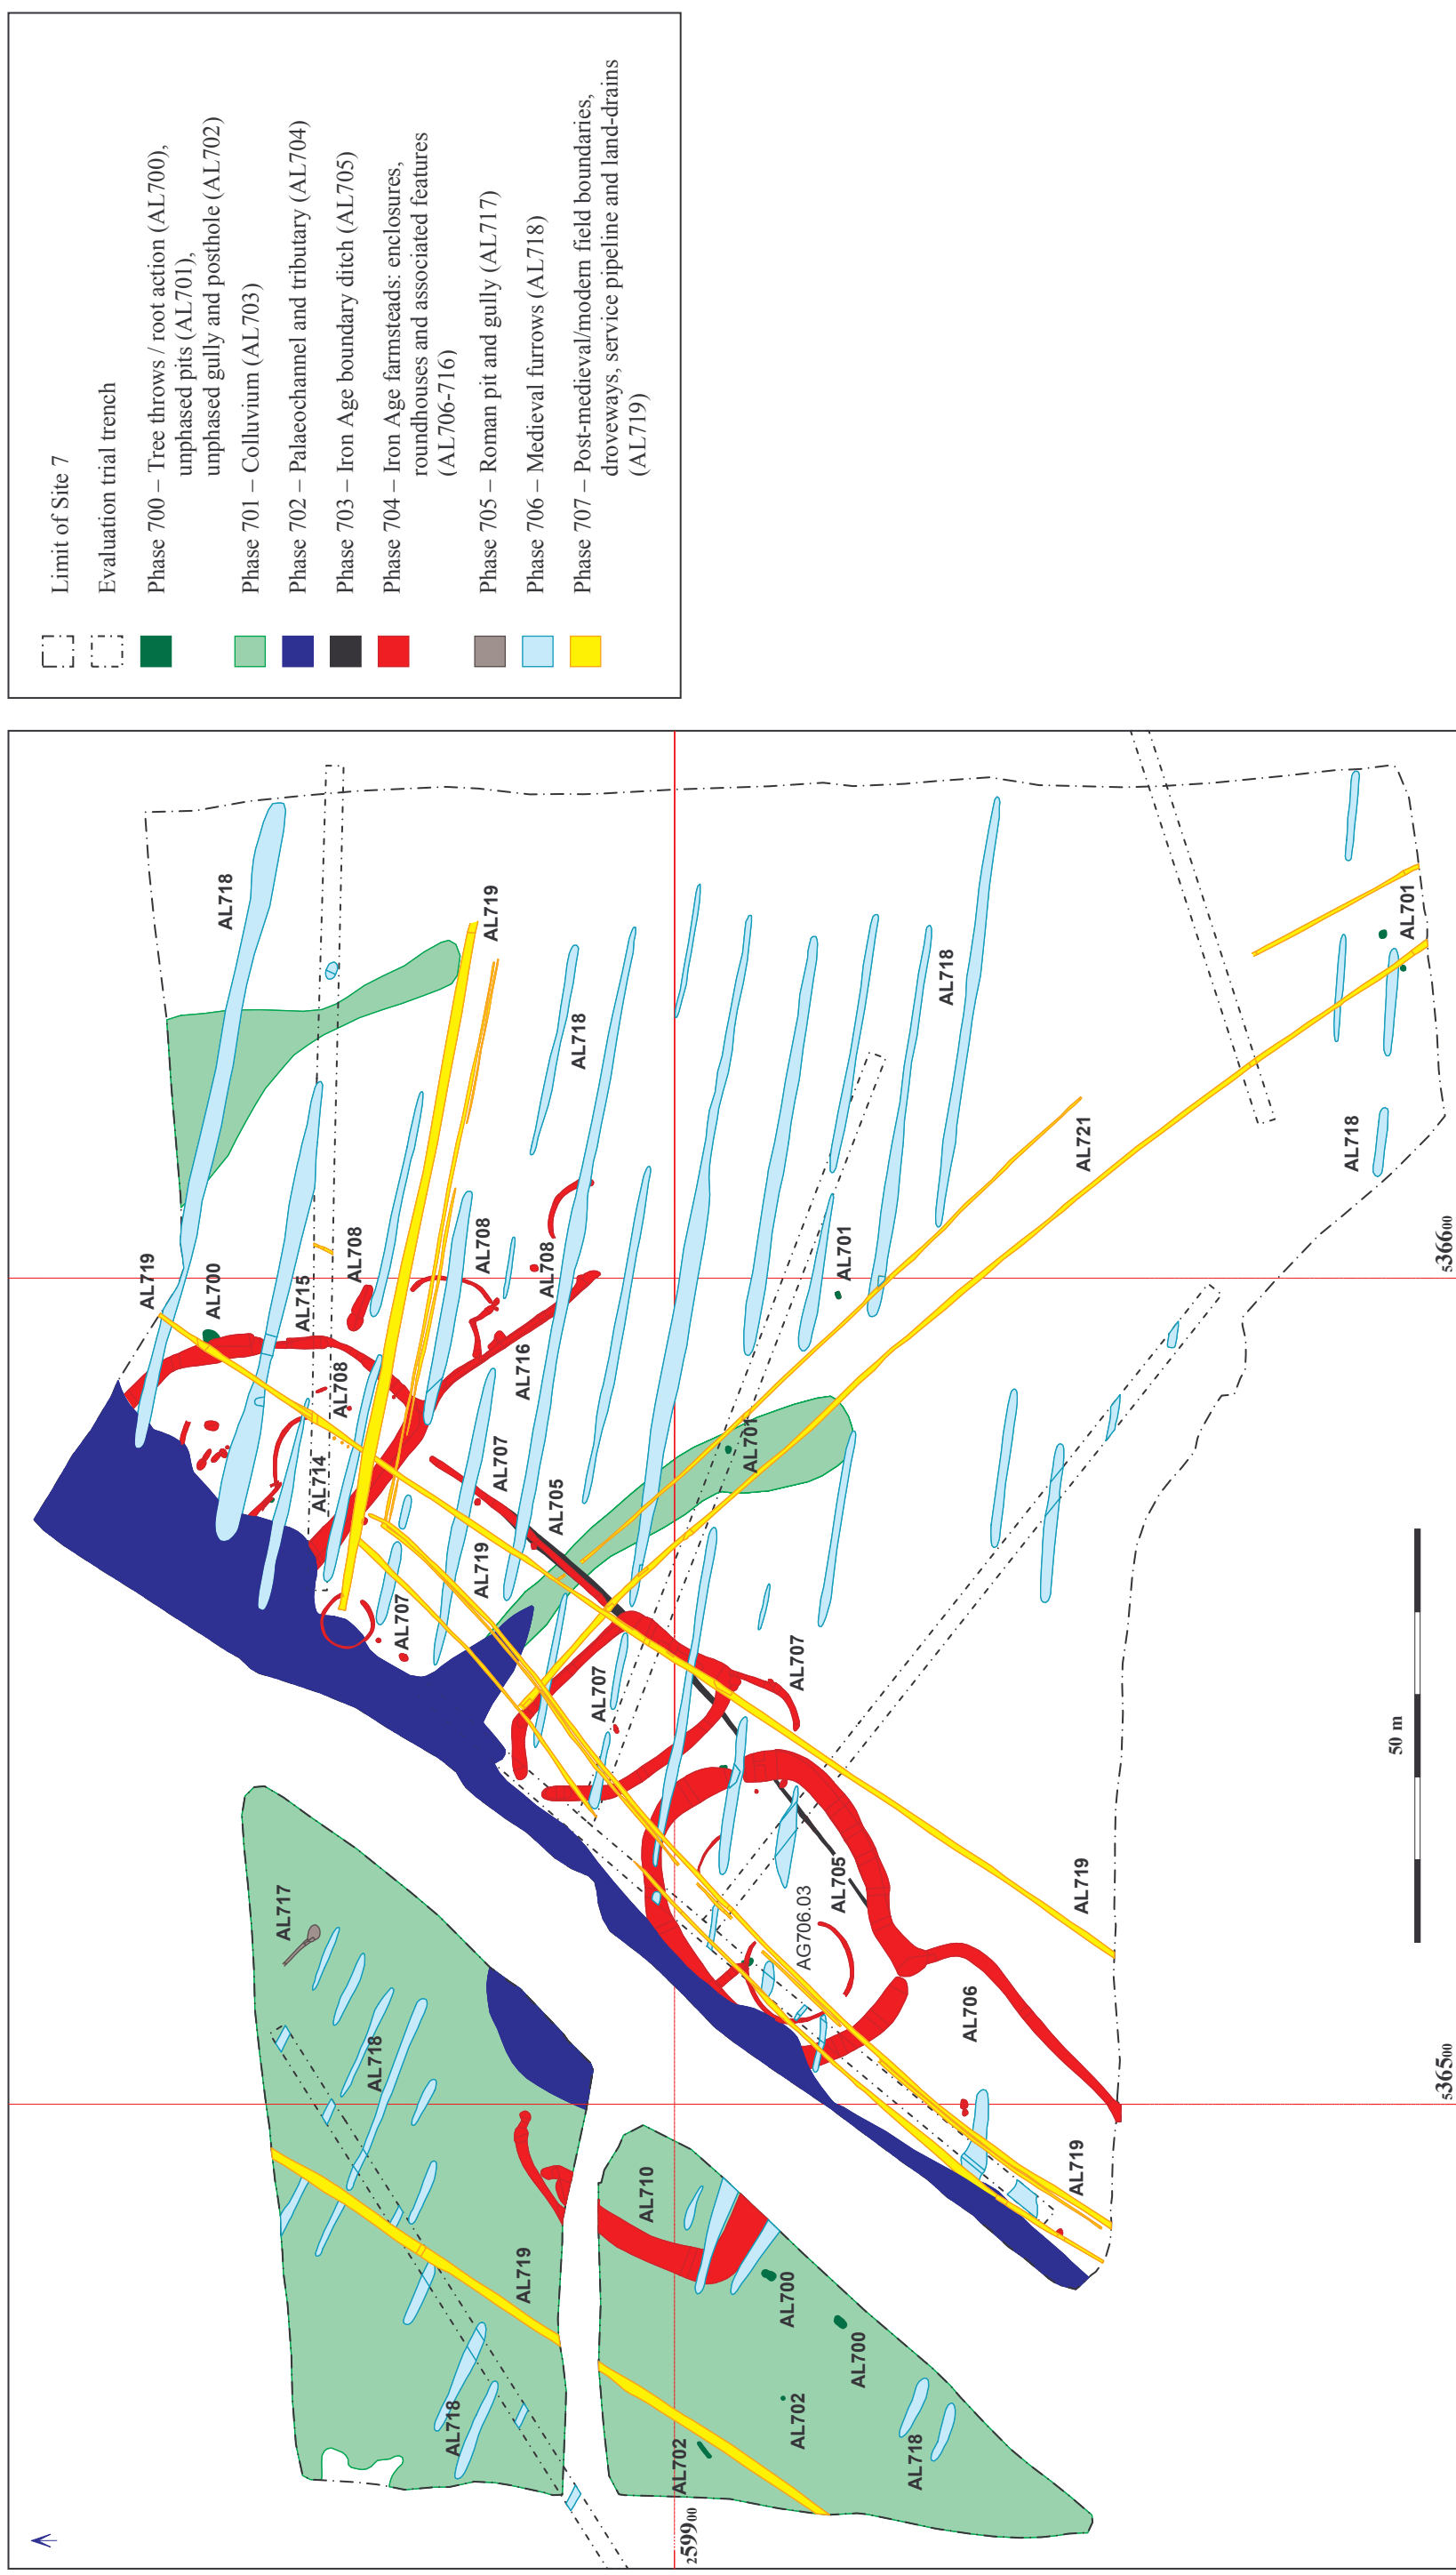 Limit of Site 7
Evaluation trial trench
Phase 700 – Tree throws / root action (AL700),
unphased pits (AL701),
unphased gully and posthole (AL702)
Phase 701 – Colluvium (AL703)
Phase 702 – Palaeochannel and tributary (AL704)
Phase 703 – Iron Age boundary ditch (AL705)
Phase 704 – Iron Age farmsteads: enclosures,
roundhouses and associated features
(AL706-716)
Phase 705 – Roman pit and gully (AL717)
Phase 706 – Medieval furrows (AL718)
Phase 707 – Post-medieval/modern field boundaries,
droveways, service pipeline and land-drains
(AL719)
AL717
AL718
AL719
AL718
AL710
AL700
AL700
AL702
AL702
AL718
259900
AL719
AL700
AL715
AL708
AL708
AL714
AL718
AL719
AL708
AL708
AL716
AL707
AL705
AL719
AL707
AL707
AL707
AL718
AL718
AL701
AL701
AL721
AL705
AG706.03
AL706
AL719
AL719
AL718
AL701
50 m
536500
536600